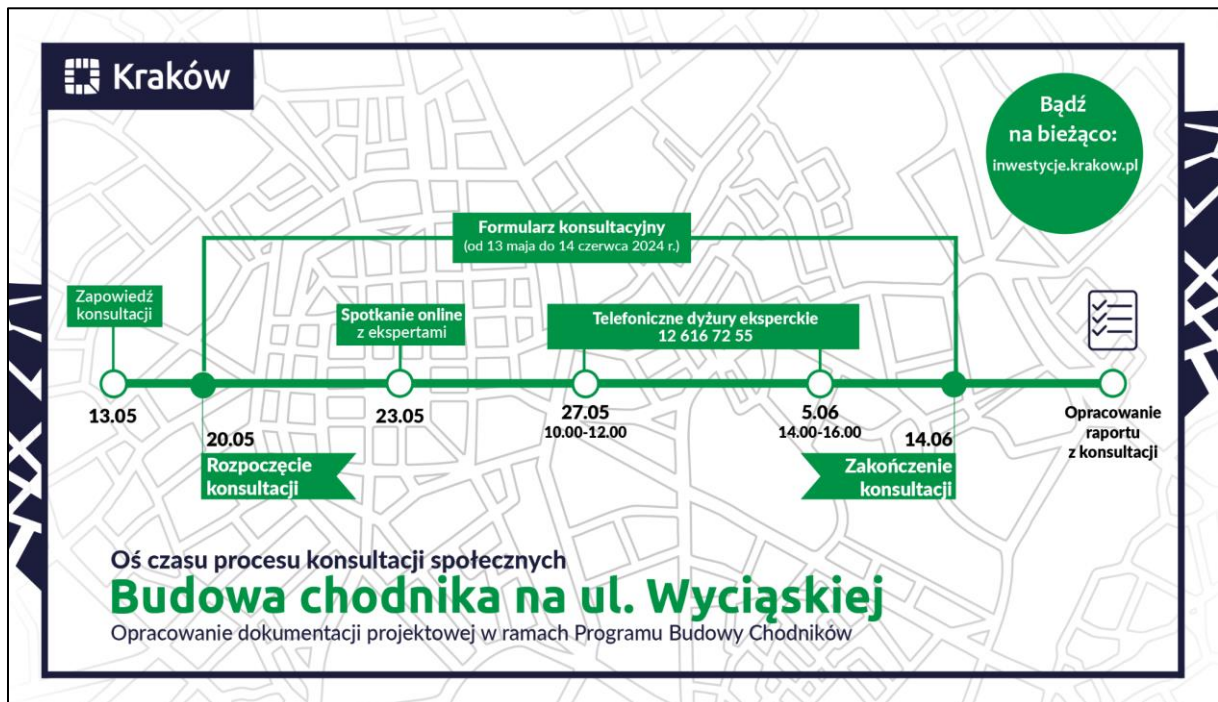 Kraków
Bądź
na bieżąco:
inwestycje.krakow.pl
Formularz konsultacyjny
(od 13 maja do 14 czerwca 2024 r.)
Zapowiedź
konsultacji
Spotkanie online
z ekspertami
Telefoniczne dyżury eksperckie
12 616 72 55
13.05
20.05
Rozpoczęcie
konsultacji
23.05
27.05
10.00-12.00
5.06
14.00-16.00
14.06
Zakończenie
konsultacji
Opracowanie
raportu
z konsultacji
Oś czasu procesu konsultacji społecznych
Budowa chodnika na ul. Wyciąskiej
Opracowanie dokumentacji projektowej w ramach Programu Budowy Chodników